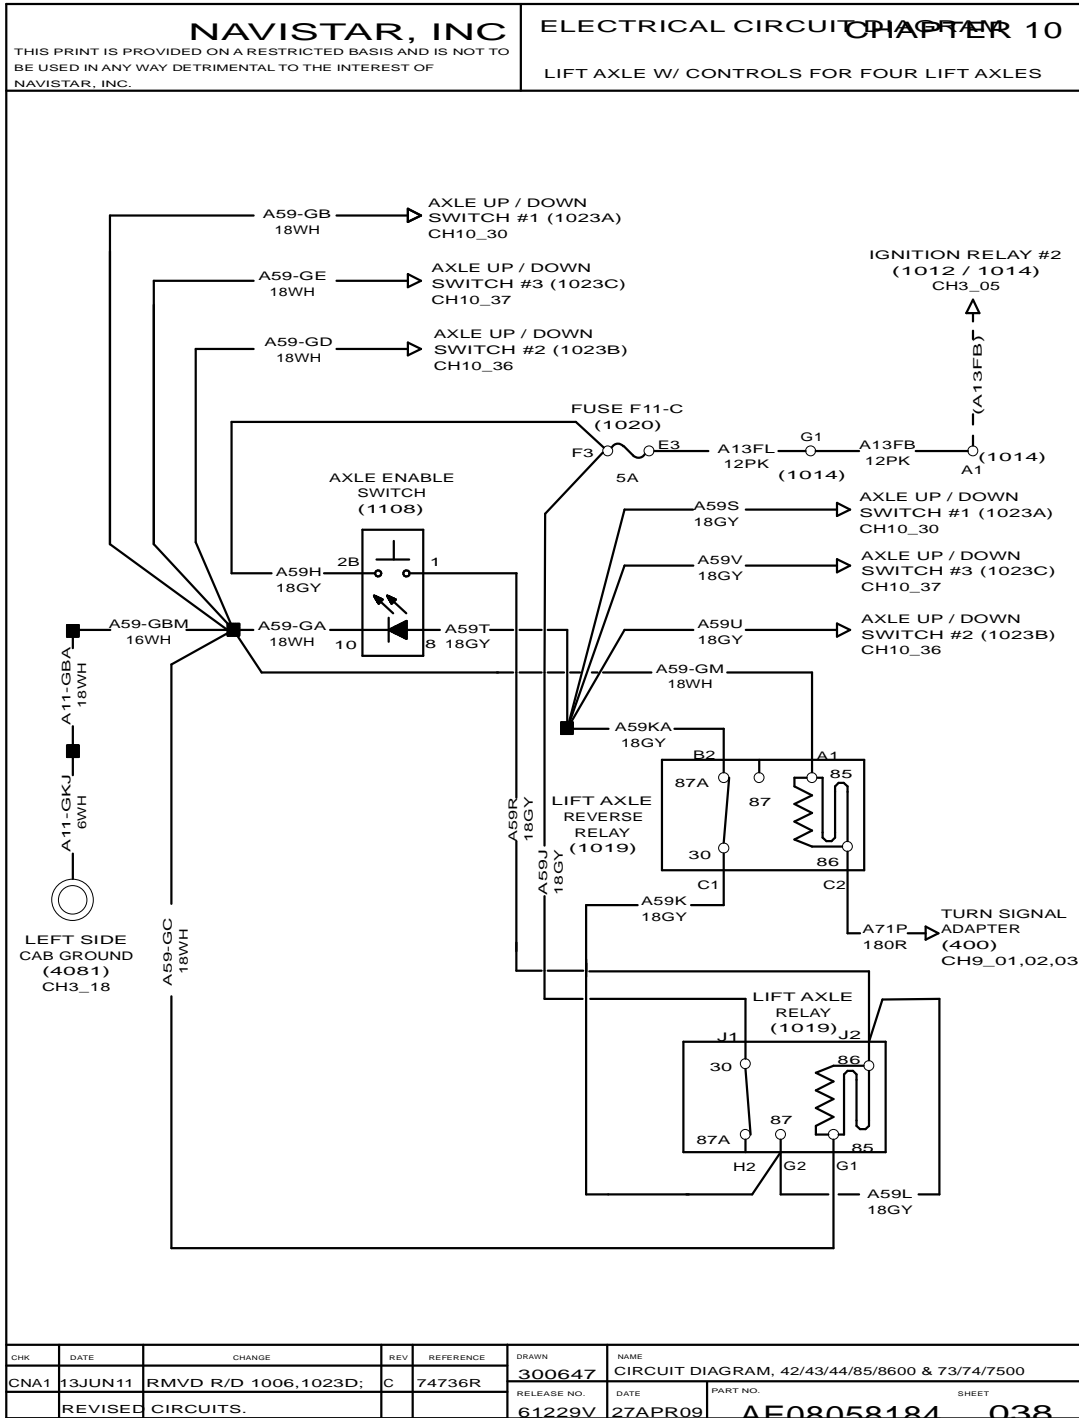 NAVISTAR, INC
THIS PRINT IS PROVIDED ON A RESTRICTED BASIS AND IS NOT TO
BE USED IN ANY WAY DETRIMENTAL TO THE INTEREST OF
NAVISTAR, INC.
ELECTRICAL CIRCUIT DIAGRAM
CHAPTER 10
LIFT AXLE W/ CONTROLS FOR FOUR LIFT AXLES
A59-GB
18WH
AXLE UP / DOWN
SWITCH #1 (1023A)
CH10_30
A59-GE
18WH
AXLE UP / DOWN
SWITCH #3 (1023C)
CH10_37
A59-GD
18WH
AXLE UP / DOWN
SWITCH #2 (1023B)
CH10_36
IGNITION RELAY #2
(1012 / 1014)
CH3_05
(A13FB)
FUSE F11-C
(1020)
F3
E3
5A
A13FL
12PK
G1
(1014)
A13FB
12PK
A1
(1014)
AXLE ENABLE
SWITCH
(1108)
A59S
18GY
AXLE UP / DOWN
SWITCH #1 (1023A)
CH10_30
A59V
18GY
AXLE UP / DOWN
SWITCH #3 (1023C)
CH10_37
A59U
18GY
AXLE UP / DOWN
SWITCH #2 (1023B)
CH10_36
A59H
18GY
2B
1
A59-GBM
16WH
A59-GA
18WH
10
8
A59T
18GY
A11-GBA
18WH
A11-GKJ
6WH
LEFT SIDE
CAB GROUND
(4081)
CH3_18
A59-GM
18WH
A59KA
18GY
B2
A1
87A
87
85
30
86
C1
C2
LIFT AXLE
REVERSE
RELAY
(1019)
A59R
18GY
A59J
18GY
A59K
18GY
A71P
180R
TURN SIGNAL
ADAPTER
(400)
CH9_01,02,03
A59-GC
18WH
LIFT AXLE
RELAY
(1019)
J1
J2
30
86
87A
87
85
H2
G2
G1
A59L
18GY
CHK
DATE
CHANGE
REV
REFERENCE
CNA1
13JUN11
RMVD R/D 1006,1023D;
C
74736R
REVISED CIRCUITS.
DRAWN
300647
NAME
CIRCUIT DIAGRAM, 42/43/44/85/8600 & 73/74/7500
RELEASE NO.
61229V
DATE
27APR09
PART NO.
AE08058184
SHEET
038